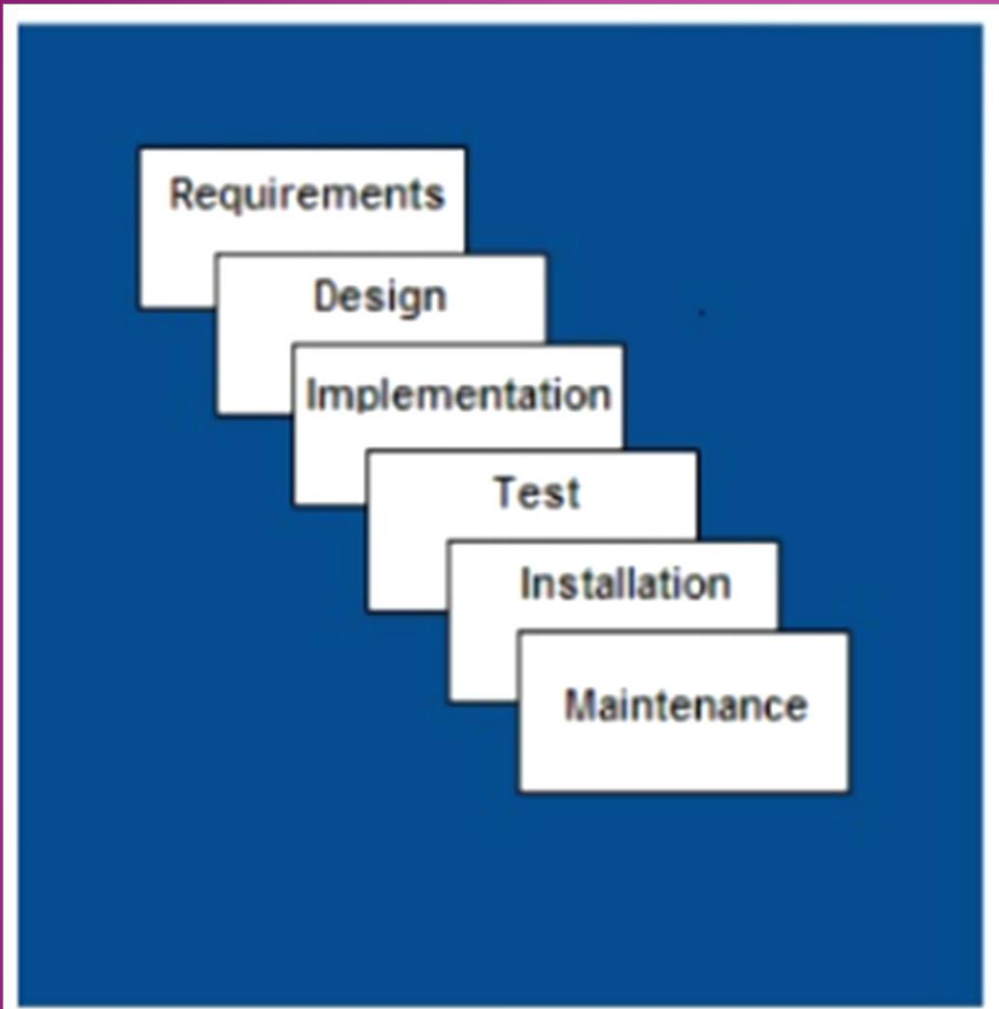 Requirements
Design
Implementation
Test
Installation
Maintenance